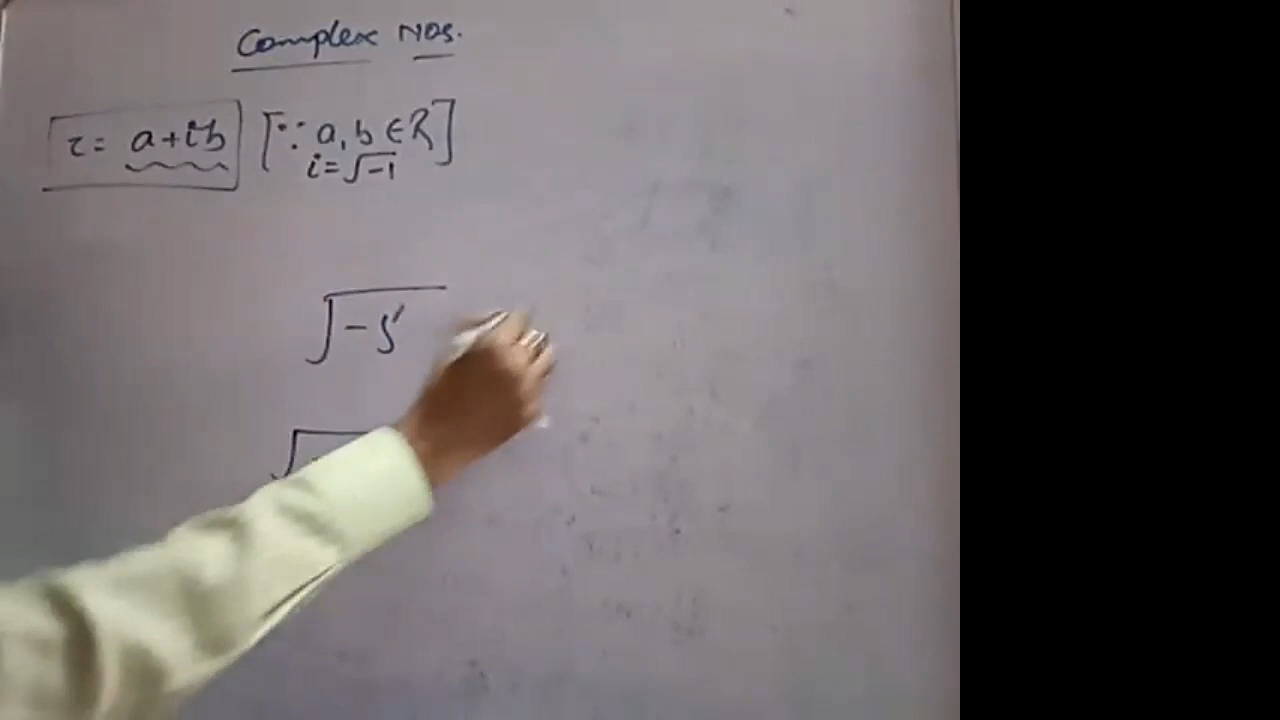 Complex Nos.
z = a+ib [∵ a, b ∈ R]
i = √-1
√-5